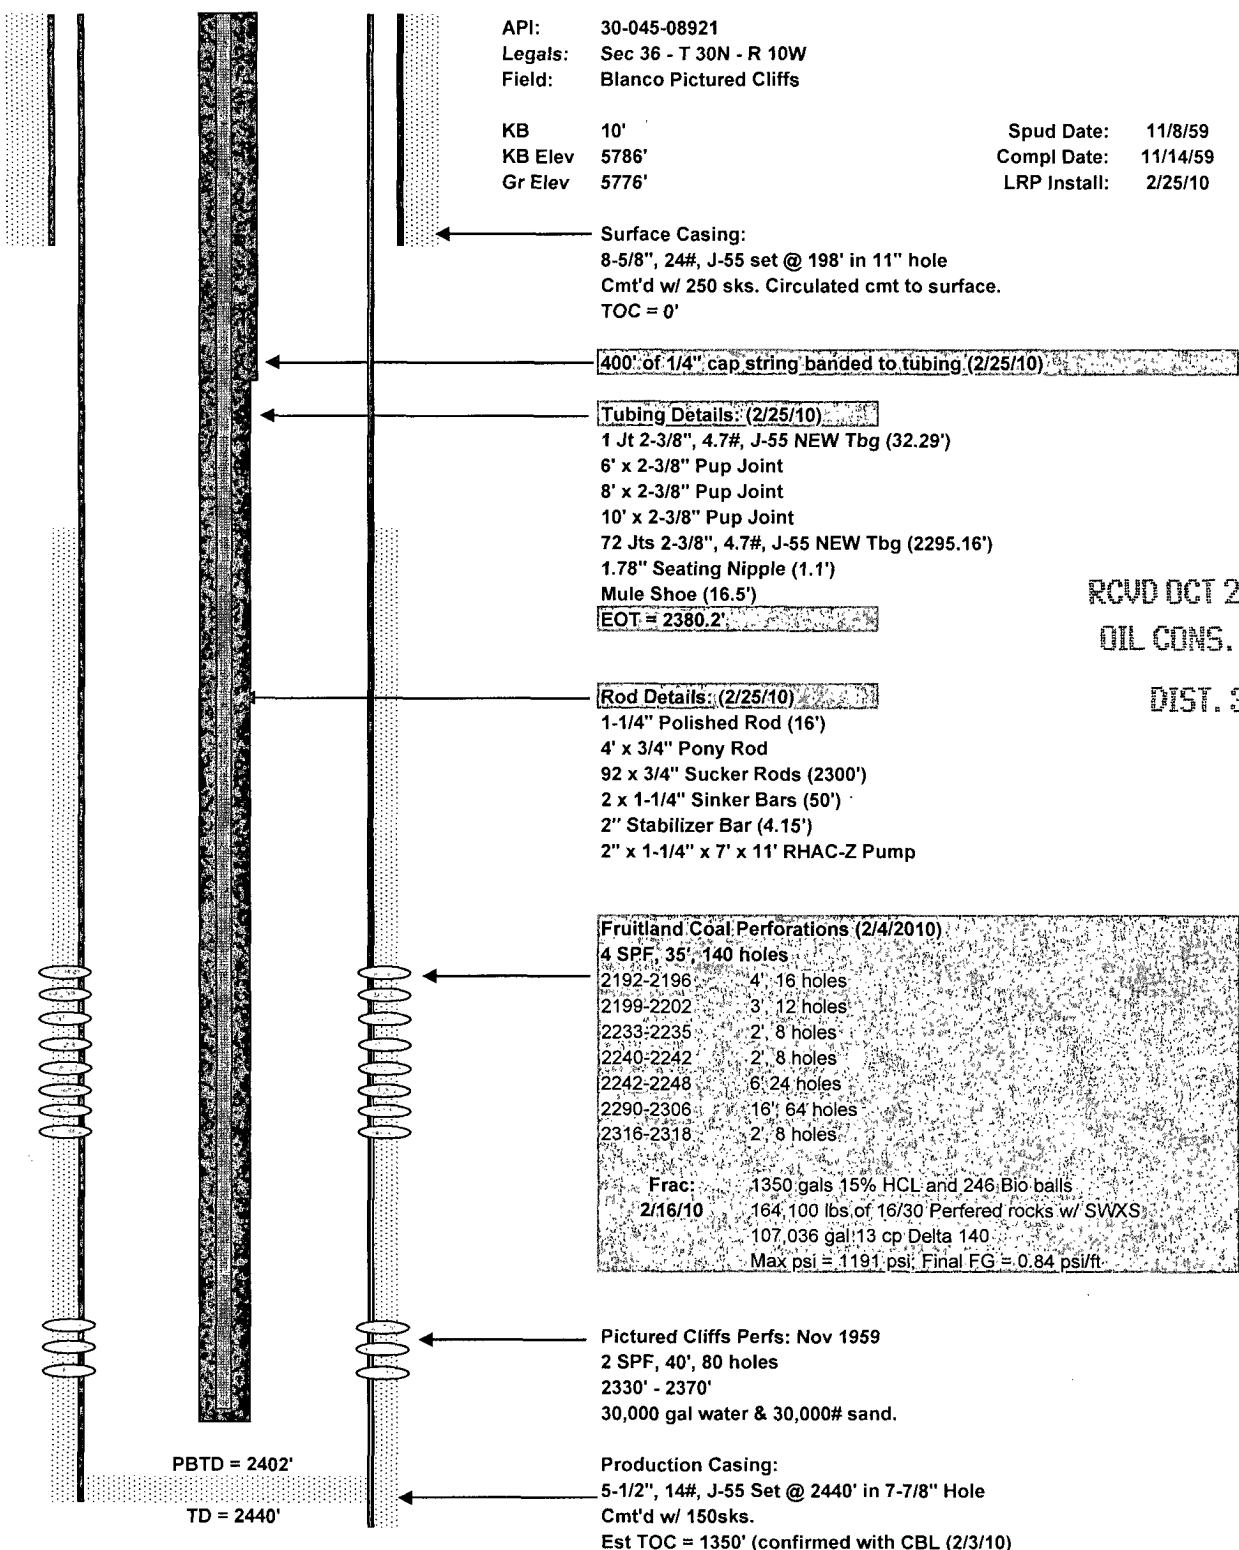 API: 30-045-08921
Legals: Sec 36 - T 30N - R 10W
Field: Blanco Pictured Cliffs
KB 10' Spud Date: 11/8/59
KB Elev 5786' Compl Date: 11/14/59
Gr Elev 5776' LRP Install: 2/25/10
Surface Casing:
8-5/8", 24#, J-55 set @ 198' in 11" hole
Cmt'd w/ 250 sks. Circulated cmt to surface.
TOC = 0'
400' of 1/4" cap string banded to tubing (2/25/10)
Tubing Details: (2/25/10)
1 Jt 2-3/8", 4.7#, J-55 NEW Tbg (32.29')
6' x 2-3/8" Pup Joint
8' x 2-3/8" Pup Joint
10' x 2-3/8" Pup Joint
72 Jts 2-3/8", 4.7#, J-55 NEW Tbg (2295.16')
1.78" Seating Nipple (1.1')
Mule Shoe (16.5')
EOT = 2380.2'
RCVD OCT 2
OIL CONS.
DIST. 3
Rod Details: (2/25/10)
1-1/4" Polished Rod (16')
4' x 3/4" Pony Rod
92 x 3/4" Sucker Rods (2300')
2 x 1-1/4" Sinker Bars (50')
2" Stabilizer Bar (4.15')
2" x 1-1/4" x 7' x 11' RHAC-Z Pump
Fruitland Coal Perforations (2/4/2010)
4 SPF, 35', 140 holes
2192-2196 4', 16 holes
2199-2202 3', 12 holes
2233-2235 2', 8 holes
2240-2242 2', 8 holes
2242-2248 6', 24 holes
2290-2306 16', 64 holes
2316-2318 2', 8 holes
Frac: 1350 gals 15% HCL and 246 Bio balls
2/16/10 164,100 lbs of 16/30 Perfered rocks w/ SWXS
107,036 gal 13 cp Delta 140
Max psi = 1191 psi; Final FG = 0.84 psi/ft
Pictured Cliffs Perfs: Nov 1959
2 SPF, 40', 80 holes
2330' - 2370'
30,000 gal water & 30,000# sand.
PBTD = 2402'
TD = 2440'
Production Casing:
5-1/2", 14#, J-55 Set @ 2440' in 7-7/8" Hole
Cmt'd w/ 150sks.
Est TOC = 1350' (confirmed with CBL (2/3/10)